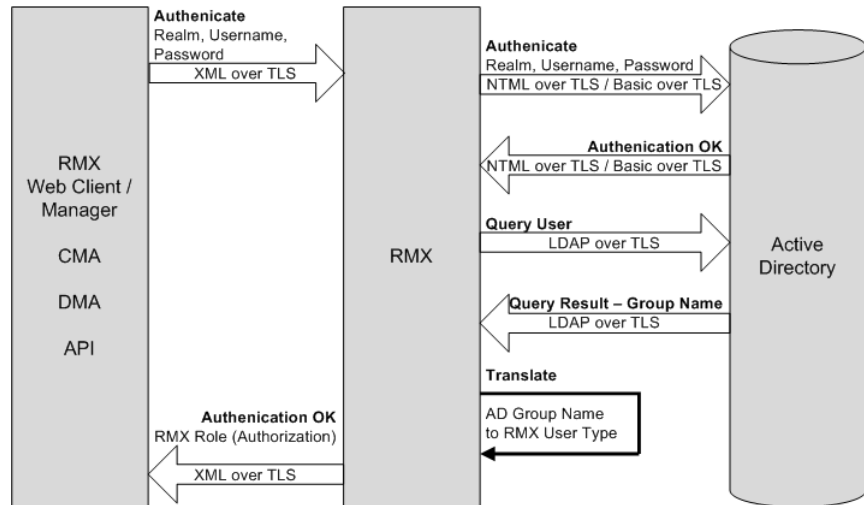 Authenicate
Realm, Username,
Password
XML over TLS
Authenicate
Realm, Username, Password
NTML over TLS / Basic over TLS
Authenication OK
NTML over TLS / Basic over TLS
RMX
Web Client /
Manager
CMA
DMA
API
RMX
Query User
LDAP over TLS
Active
Directory
Query Result – Group Name
LDAP over TLS
Translate
AD Group Name
to RMX User Type
Authenication OK
RMX Role (Authorization)
XML over TLS